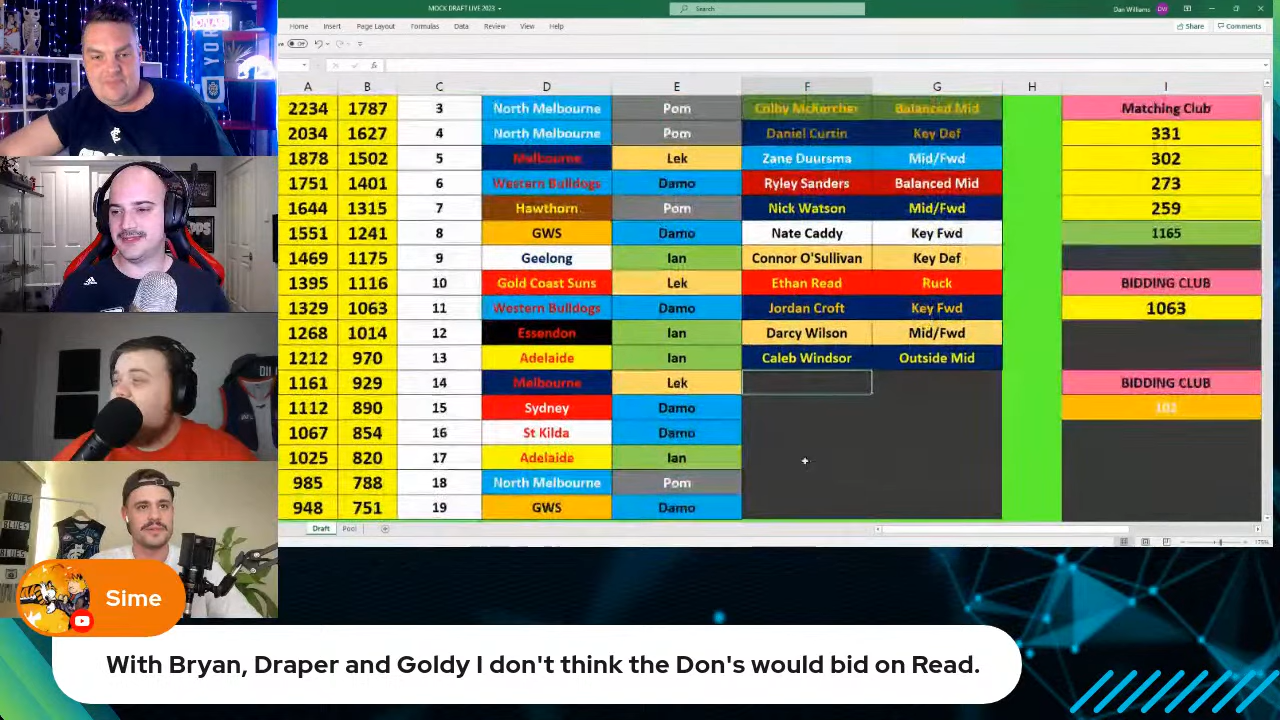 MOCK DRAFT LIVE 2023
Search
Dan Williams DW
Home Insert Page Layout Formulas Data Review View Help
Share Comments
Off
A B C D E F G H I
2234 1787 3 North Melbourne Pom Colby McKercher Balanced Mid Matching Club
2034 1627 4 North Melbourne Pom Daniel Curtin Key Def 331
1878 1502 5 Melbourne Lek Zane Duursma Mid/Fwd 302
1751 1401 6 Western Bulldogs Damo Ryley Sanders Balanced Mid 273
1644 1315 7 Hawthorn Pom Nick Watson Mid/Fwd 259
1551 1241 8 GWS Damo Nate Caddy Key Fwd 1165
1469 1175 9 Geelong Ian Connor O'Sullivan Key Def
1395 1116 10 Gold Coast Suns Lek Ethan Read Ruck BIDDING CLUB
1329 1063 11 Western Bulldogs Damo Jordan Croft Key Fwd 1063
1268 1014 12 Essendon Ian Darcy Wilson Mid/Fwd
1212 970 13 Adelaide Ian Caleb Windsor Outside Mid
1161 929 14 Melbourne Lek BIDDING CLUB
1112 890 15 Sydney Damo
1067 854 16 St Kilda Damo
1025 820 17 Adelaide Ian
985 788 18 North Melbourne Pom
948 751 19 GWS Damo
Draft Pool
175%
Sime
With Bryan, Draper and Goldy I don't think the Don's would bid on Read.